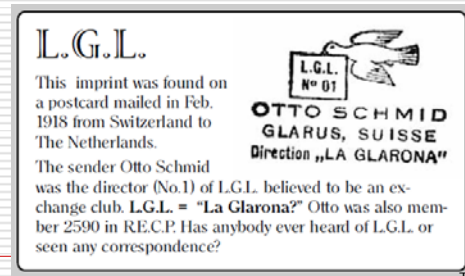 L.G.L.
This imprint was found on
a postcard mailed in Feb.
1918 from Switzerland to
The Netherlands.
The sender Otto Schmid
L.G.L.
Nº 01
OTTO SCHMID
GLARUS, SUISSE
Direction „LA GLARONA"
was the director (No.1) of L.G.L. believed to be an ex-
change club. L.G.L. = “La Glarona?” Otto was also mem-
ber 2590 in R.E.C.P. Has anybody ever heard of L.G.L. or
seen any correspondence?